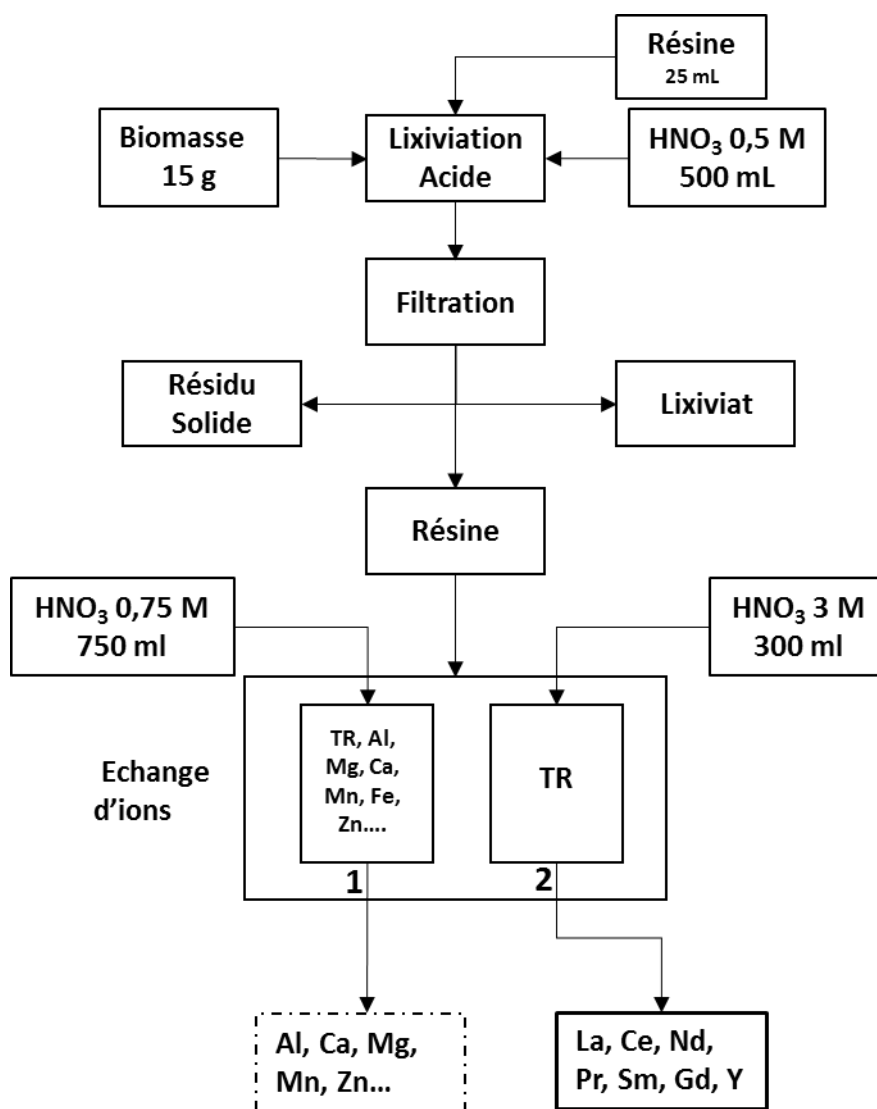 Résine
25 mL
Biomasse
15 g
Lixiviation
Acide
HNO₃ 0,5 M
500 mL
Filtration
Résidu
Solide
Lixiviat
Résine
HNO₃ 0,75 M
750 ml
HNO₃ 3 M
300 ml
Echange
d’ions
TR, Al,
Mg, Ca,
Mn, Fe,
Zn....
TR
1
2
Al, Ca, Mg,
Mn, Zn...
La, Ce, Nd,
Pr, Sm, Gd, Y